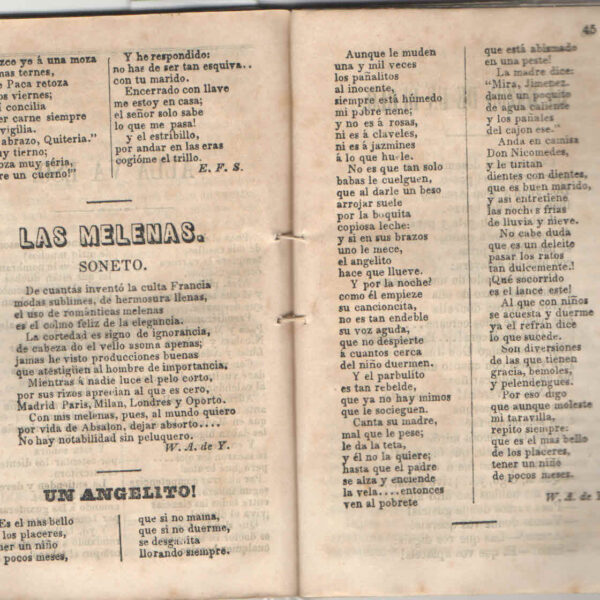 zco yo á una moza
mas ternes,
e Paca retoza
os viernes;
í concilia
er carne siempre
vigilia.
abrazo, Quiteria."
uy tierno;
oza muy séria,
re un cuerno!"
Y he respondido:
no has de ser tan esquiva..
con tu marido.
Encerrado con llave
me estoy en casa;
el señor solo sabe
lo que me pasa!
y el estribillo,
por andar en las eras
cogióme el trillo.
E. F. S.
LAS MELENAS.
SONETO.
De cuantas inventó la culta Francia
modas sublimes, de hermosura llenas,
el uso de románticas melenas
es el colmo feliz de la elegancia.
La cortedad es signo de ignorancia,
de cabeza do el vello asoma apenas;
jamas he visto producciones buenas
que atéstigüen al hombre de importancia.
Mientras á nadie luce el pelo corto,
por sus rizos aprecian al que es cero,
Madrid Paris, Milan, Londres y Oporto.
Con mis melenas, pues, al mundo quiero
por vida de Absalon, dejar absorto....
No hay notabilidad sin peluquero.
W. A. de Y.
UN ANGELITO!
Es el mas bello
los placeres,
ner un niño
pocos meses,
que si no mama,
que si no duerme,
se desgañita
llorando siempre.
45
Aunque le muden
una y mil veces
los pañalitos
al inocente,
siempre está húmedo
mi pobre nene;
y no es á rosas,
ni es á claveles,
ni es á jazmines
á lo que huele.
No es que tan solo
babas le cuelguen,
que al darle un beso
arrojar suele
por la boquita
copiosa leche:
y si en sus brazos
uno le mece,
el angelito
hace que llueve.
Y por la noche?
como él empieze
su cancioncita,
no es tan endeble
su voz aguda,
que no despierte
á cuantos cerca
del niño duermen.
Y el parbulito
es tan rebelde,
que ya no hay mimos
que le sosieguen.
Canta su madre,
mal que le pese;
le da la teta,
y él no la quiere;
hasta que el padre
se alza y enciende
la vela....entonces
ven al pobrete
que está abismado
en una peste!
La madre dice:
"Mira, Jimenez.
dame un poquito
de agua caliente
y los pañales
del cajon ese."
Anda en camisa
Don Nicomedes,
y le tiritan
dientes con dientes,
que es buen marido,
y asi entretiene
las noches frias
de lluvia y nieve.
No cabe duda
que es un deleite
pasar los ratos
tan dulcemente.!
¡Qué socorrido
es el lance este!
Al que con niños
se acuesta y duerme
ya el refran dice
lo que sucede.
Son diversiones
de las que tienen
gracia, bemoles,
y pelendengues.
Por eso digo
que aunque moleste
mi taravilla,
repito siempre:
que es el mas bello
de los placeres,
tener un niño
de pocos meses.
W. A. de Y